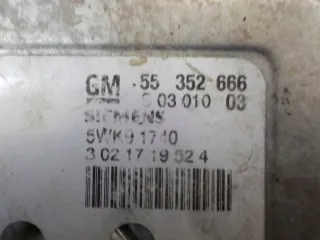 GM 55 352 666
S 03 010 03
SIEMENS
5WK9 1740
3 02 17 19 52 4